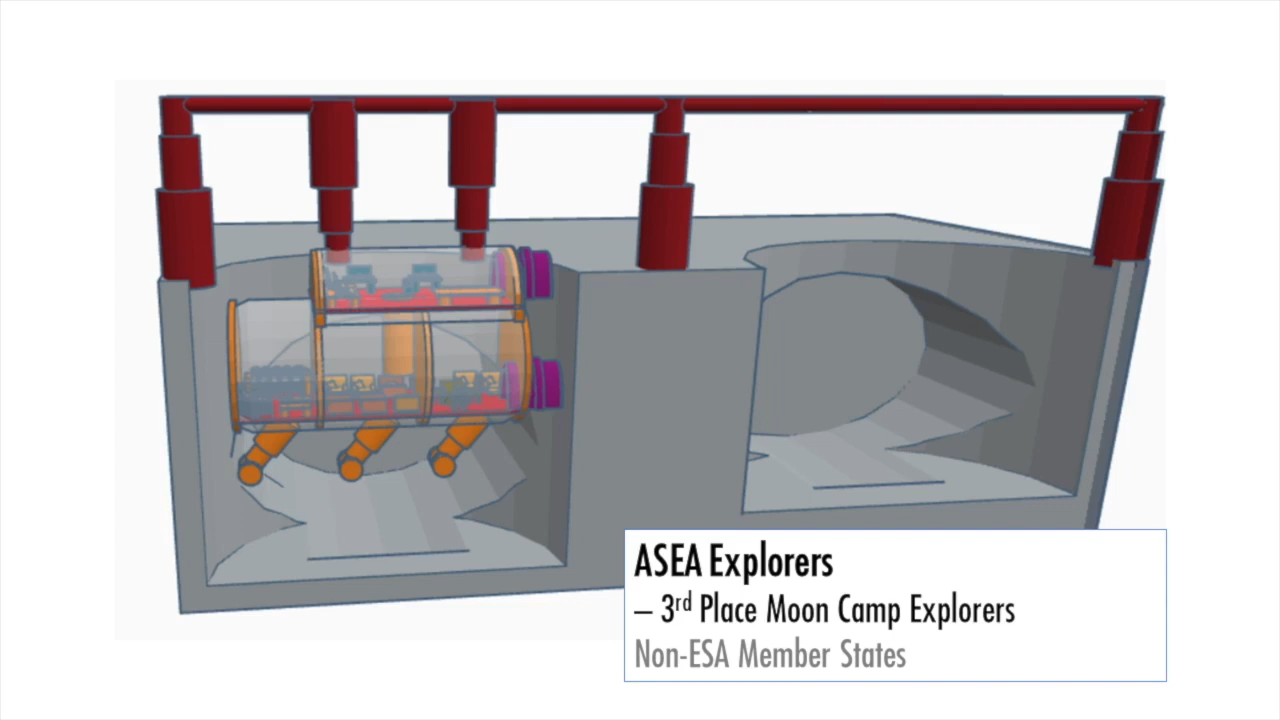 ASEA Explorers
– 3rd Place Moon Camp Explorers
Non-ESA Member States